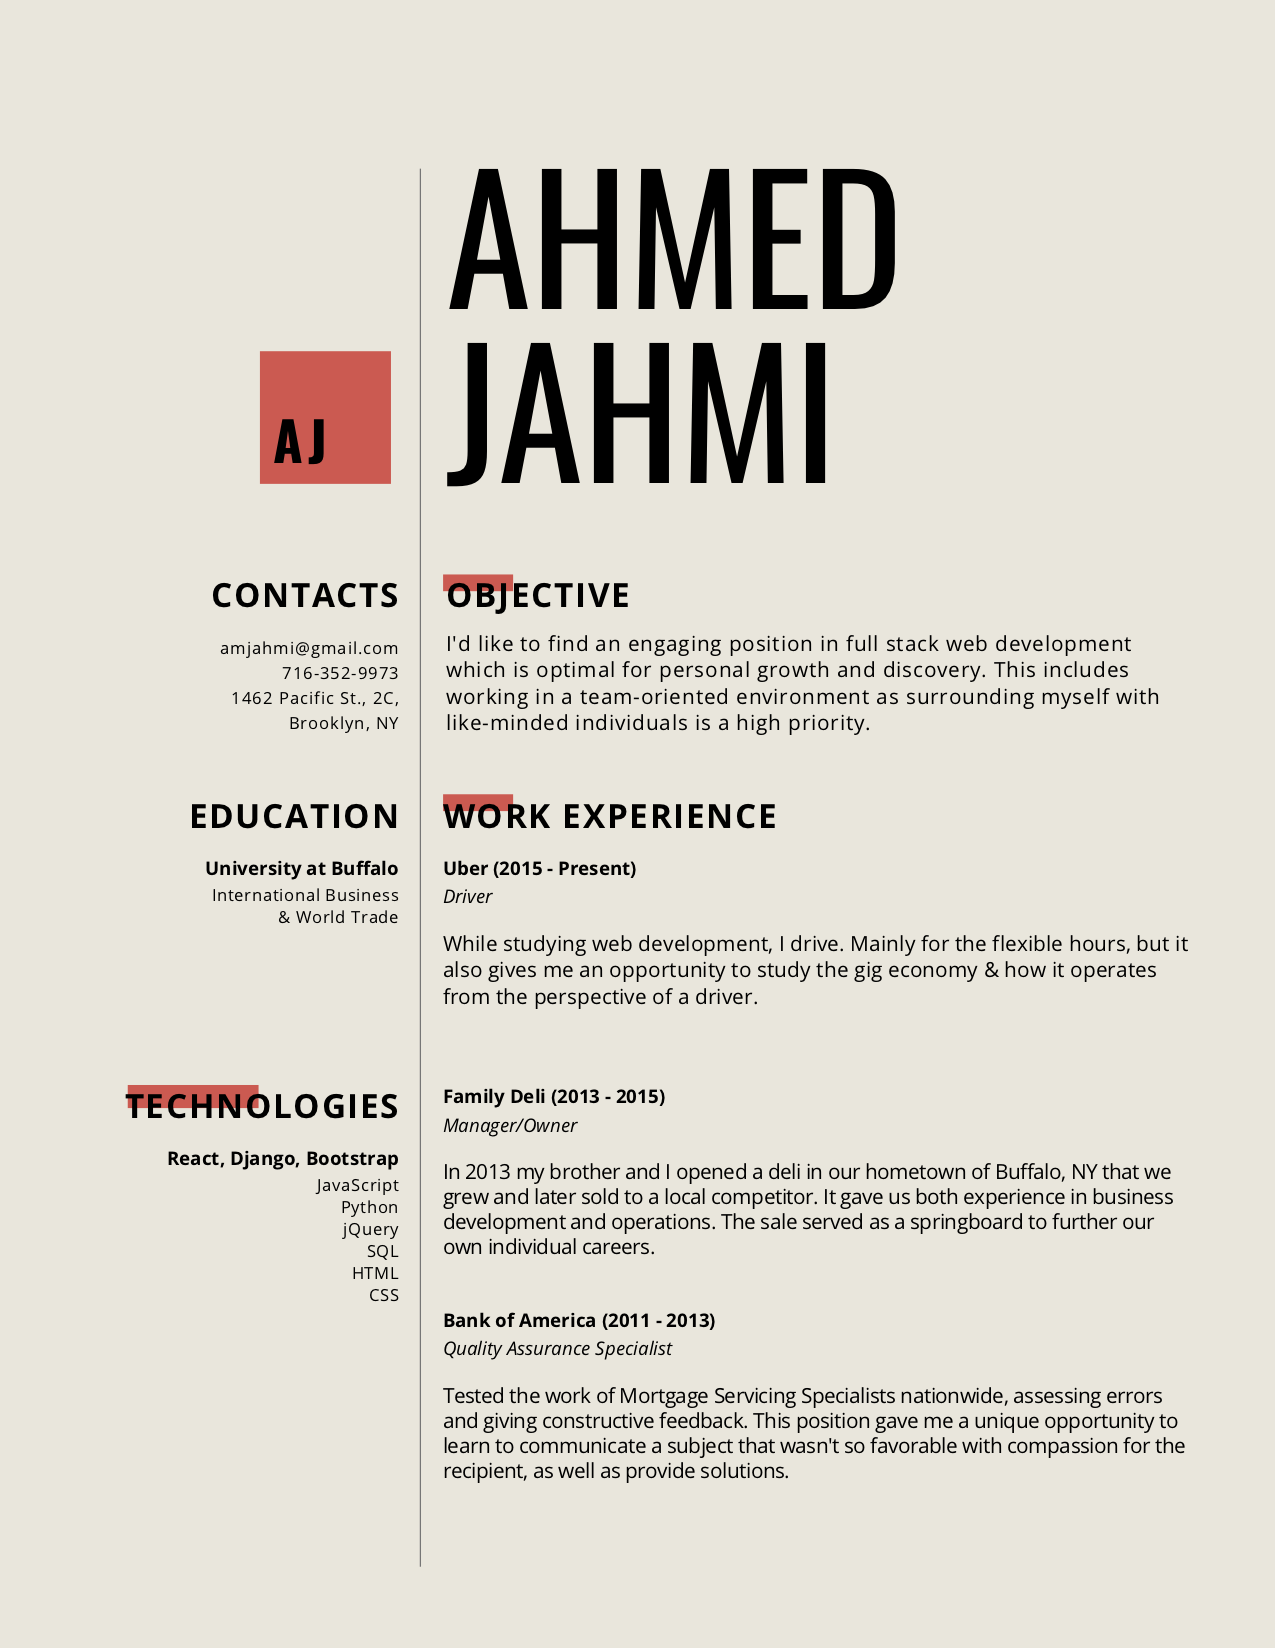 AHMED
JAHMI
AJ
CONTACTS
amjahmi@gmail.com
716-352-9973
1462 Pacific St., 2C,
Brooklyn, NY
EDUCATION
University at Buffalo
International Business
& World Trade
TECHNOLOGIES
React, Django, Bootstrap
JavaScript
Python
jQuery
SQL
HTML
CSS
OBJECTIVE
I'd like to find an engaging position in full stack web development
which is optimal for personal growth and discovery. This includes
working in a team-oriented environment as surrounding myself with
like-minded individuals is a high priority.
WORK EXPERIENCE
Uber (2015 - Present)
Driver
While studying web development, I drive. Mainly for the flexible hours, but it
also gives me an opportunity to study the gig economy & how it operates
from the perspective of a driver.
Family Deli (2013 - 2015)
Manager/Owner
In 2013 my brother and I opened a deli in our hometown of Buffalo, NY that we
grew and later sold to a local competitor. It gave us both experience in business
development and operations. The sale served as a springboard to further our
own individual careers.
Bank of America (2011 - 2013)
Quality Assurance Specialist
Tested the work of Mortgage Servicing Specialists nationwide, assessing errors
and giving constructive feedback. This position gave me a unique opportunity to
learn to communicate a subject that wasn't so favorable with compassion for the
recipient, as well as provide solutions.